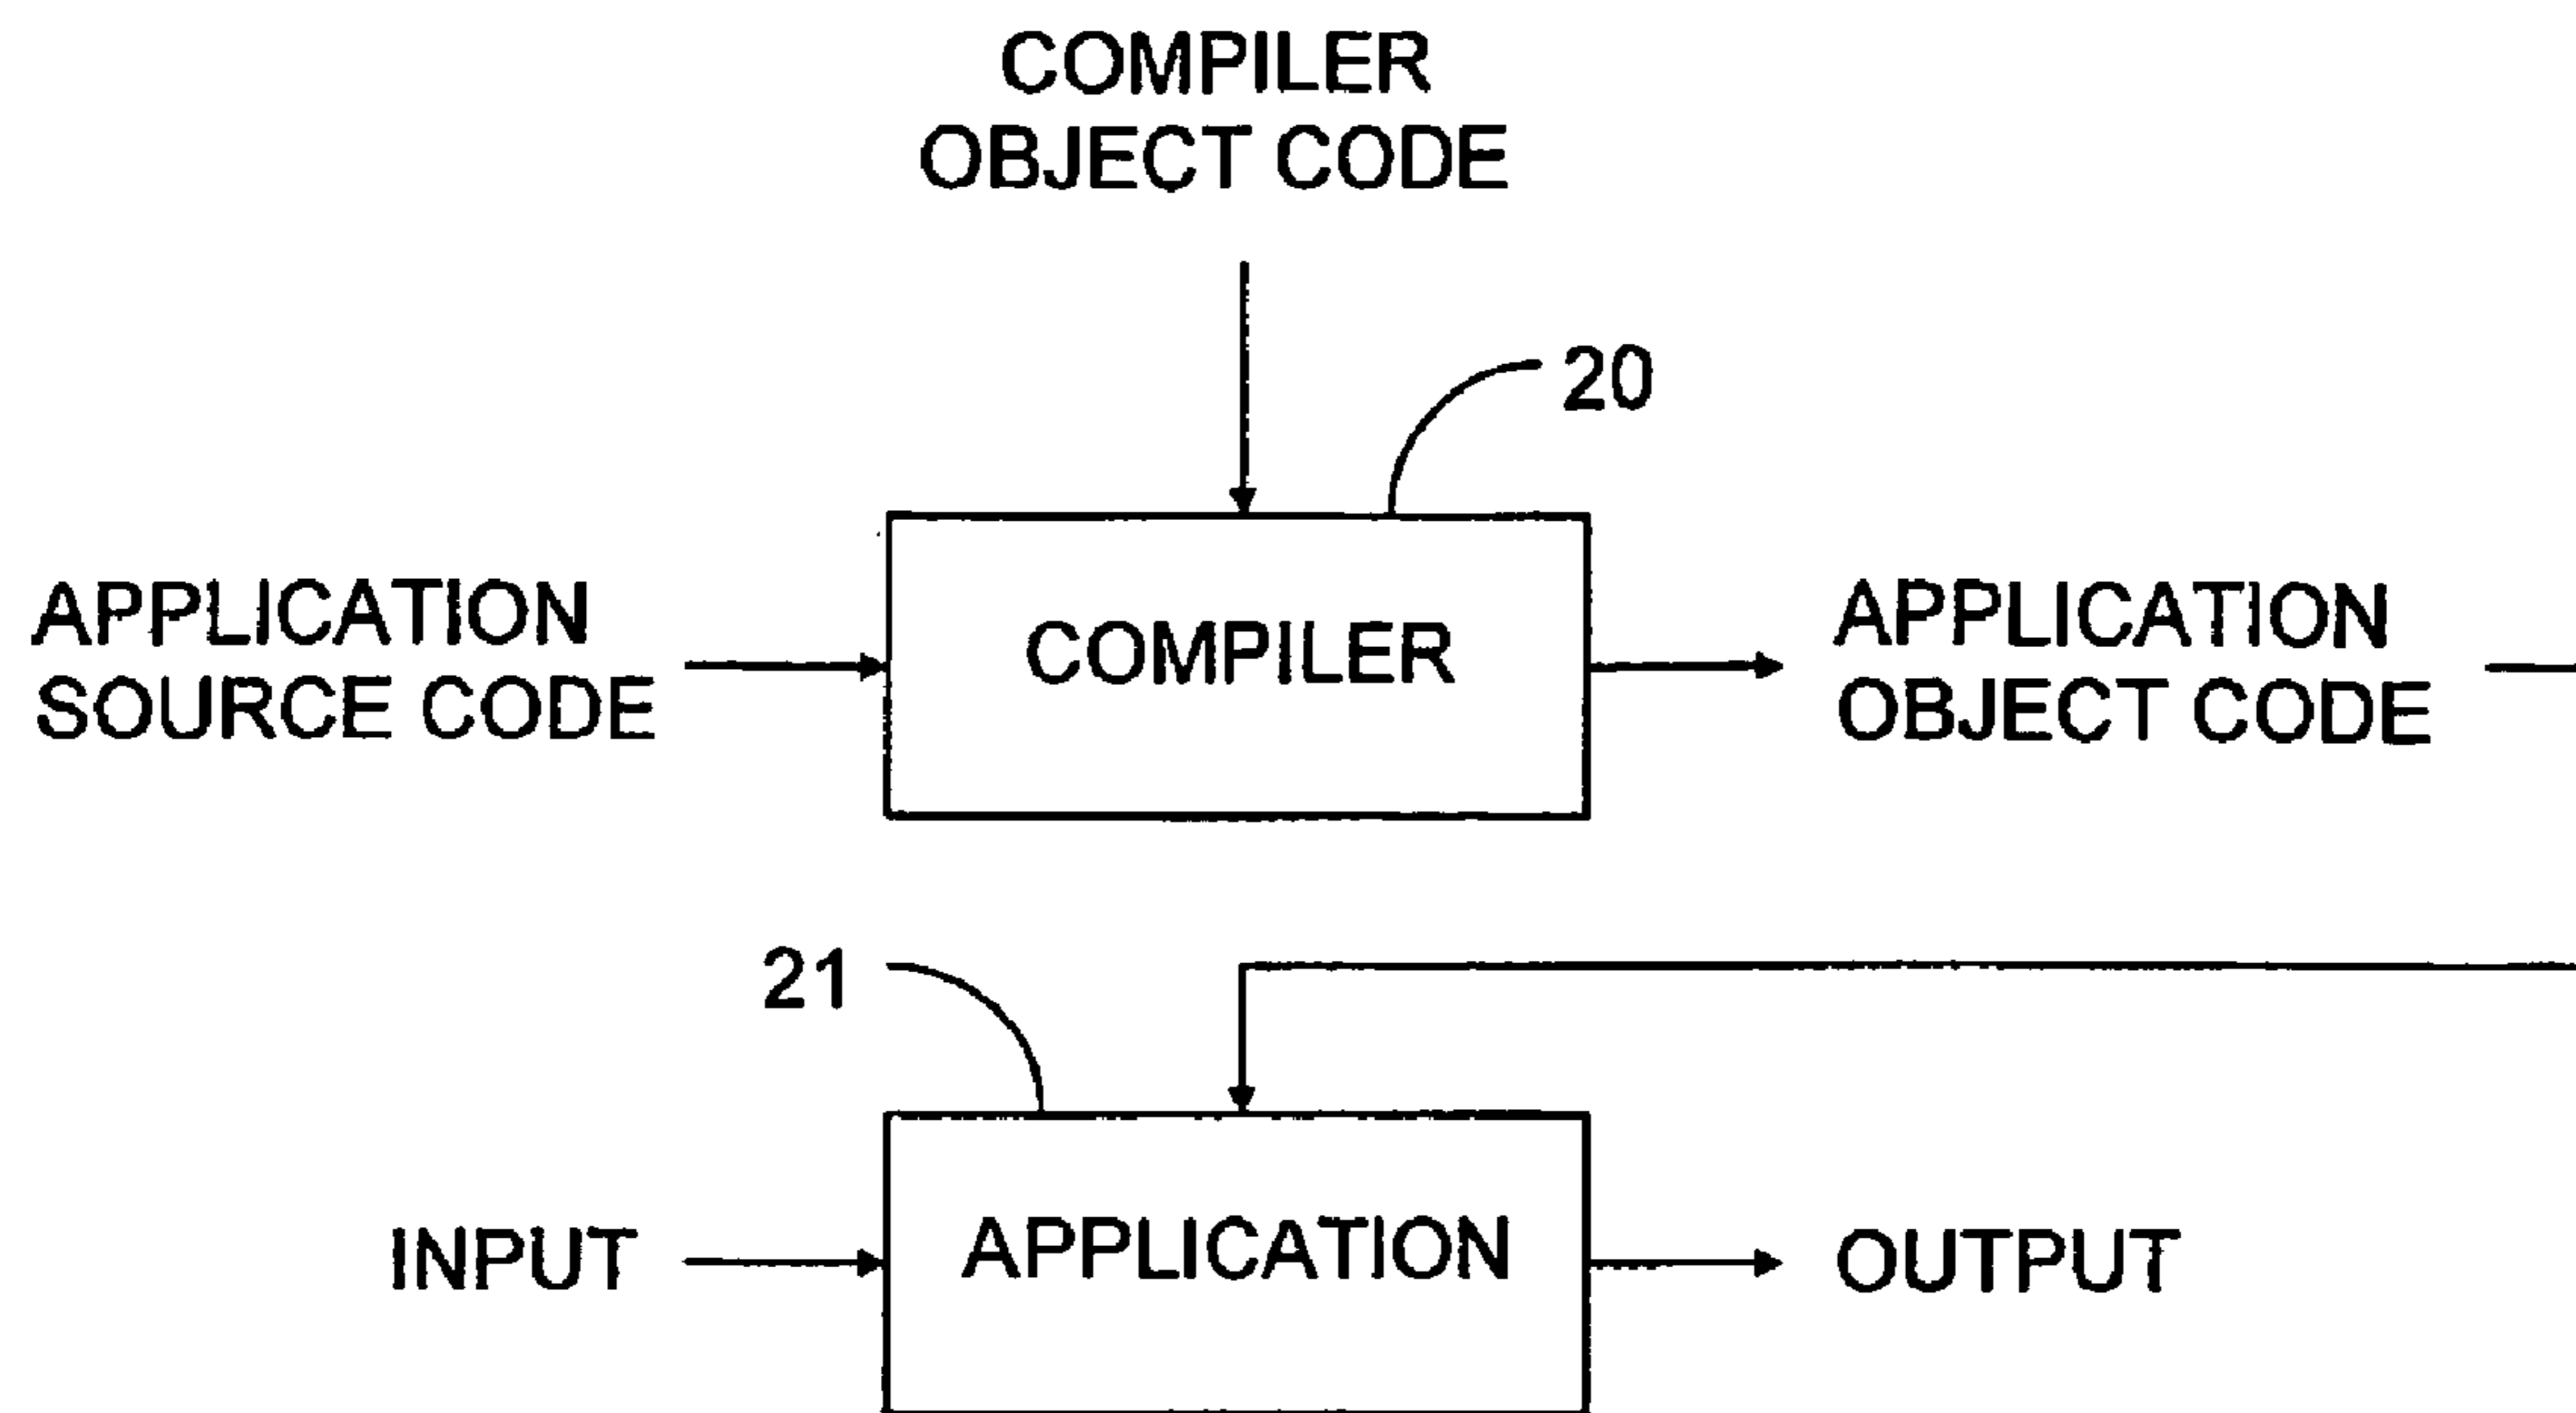 COMPILER
OBJECT CODE
20
APPLICATION
SOURCE CODE
COMPILER
APPLICATION
OBJECT CODE
21
INPUT
APPLICATION
OUTPUT